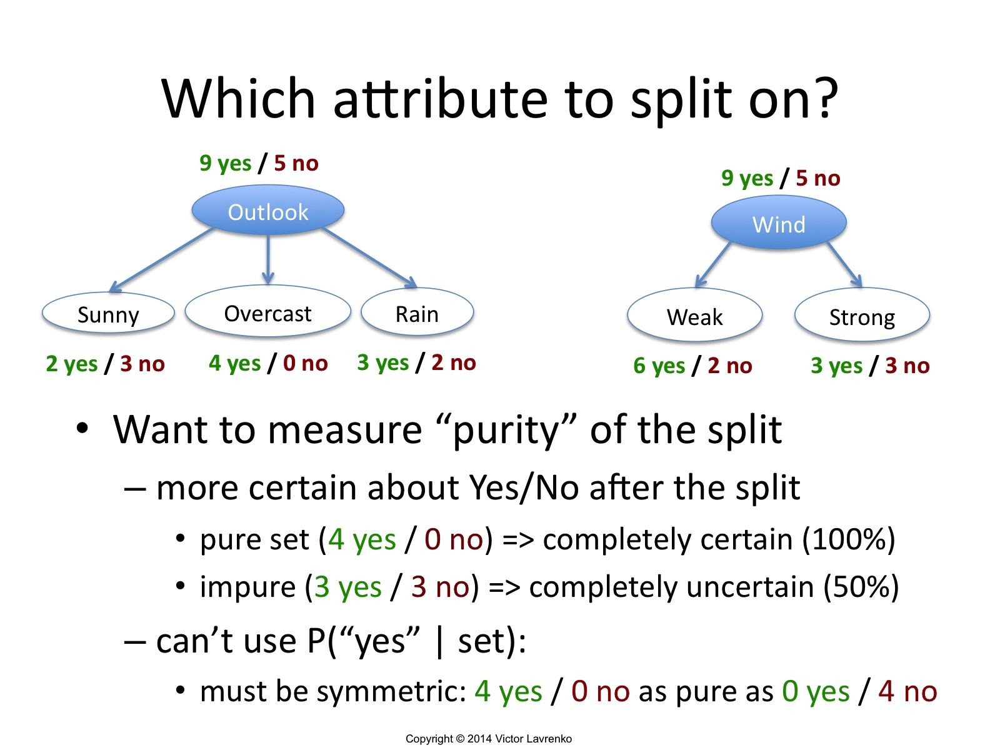 Which attribute to split on?
9 yes / 5 no
Outlook
Sunny
Overcast
Rain
2 yes / 3 no
4 yes / 0 no
3 yes / 2 no
9 yes / 5 no
Wind
Weak
Strong
6 yes / 2 no
3 yes / 3 no
• Want to measure “purity” of the split
– more certain about Yes/No after the split
• pure set (4 yes / 0 no) => completely certain (100%)
• impure (3 yes / 3 no) => completely uncertain (50%)
– can’t use P(“yes” | set):
• must be symmetric: 4 yes / 0 no as pure as 0 yes / 4 no
Copyright © 2014 Victor Lavrenko